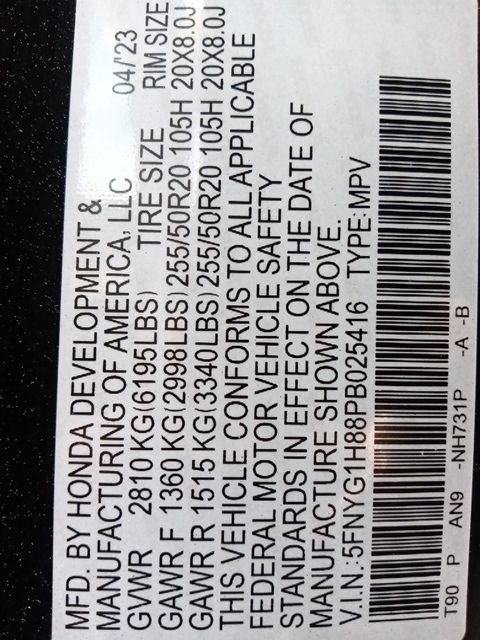 MFD. BY HONDA DEVELOPMENT &
MANUFACTURING OF AMERICA, LLC 04/'23
GVWR 2810 KG(6195LBS) TIRE SIZE RIM SIZE
GAWR F 1360 KG(2998LBS)255/50R20 105H 20X8.0J
GAWR R 1515 KG(3340LBS)255/50R20 105H 20X8.0J
THIS VEHICLE CONFORMS TO ALL APPLICABLE
FEDERAL MOTOR VEHICLE SAFETY
STANDARDS IN EFFECT ON THE DATE OF
MANUFACTURE SHOWN ABOVE.
V.I.N.:5FNYG1H88PB025416 TYPE:MPV
T90 P AN9 -NH731P -A -B